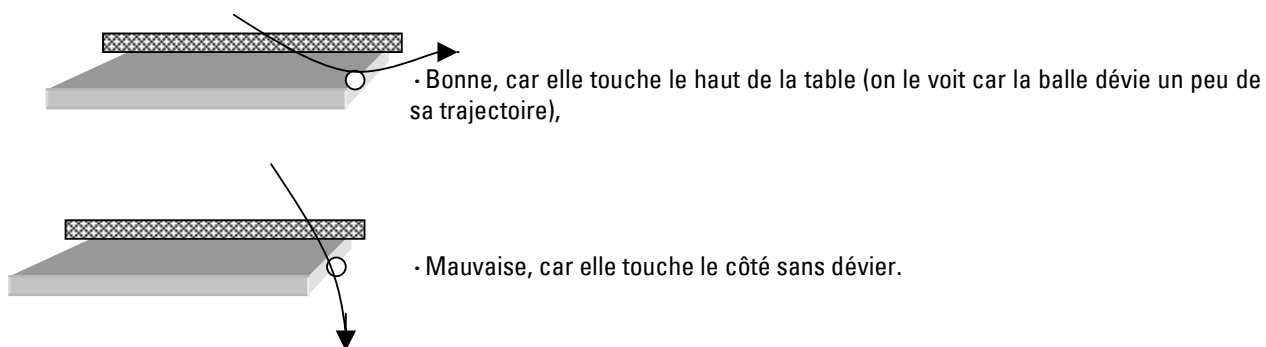 · Bonne, car elle touche le haut de la table (on le voit car la balle dévie un peu de
sa trajectoire),
· Mauvaise, car elle touche le côté sans dévier.